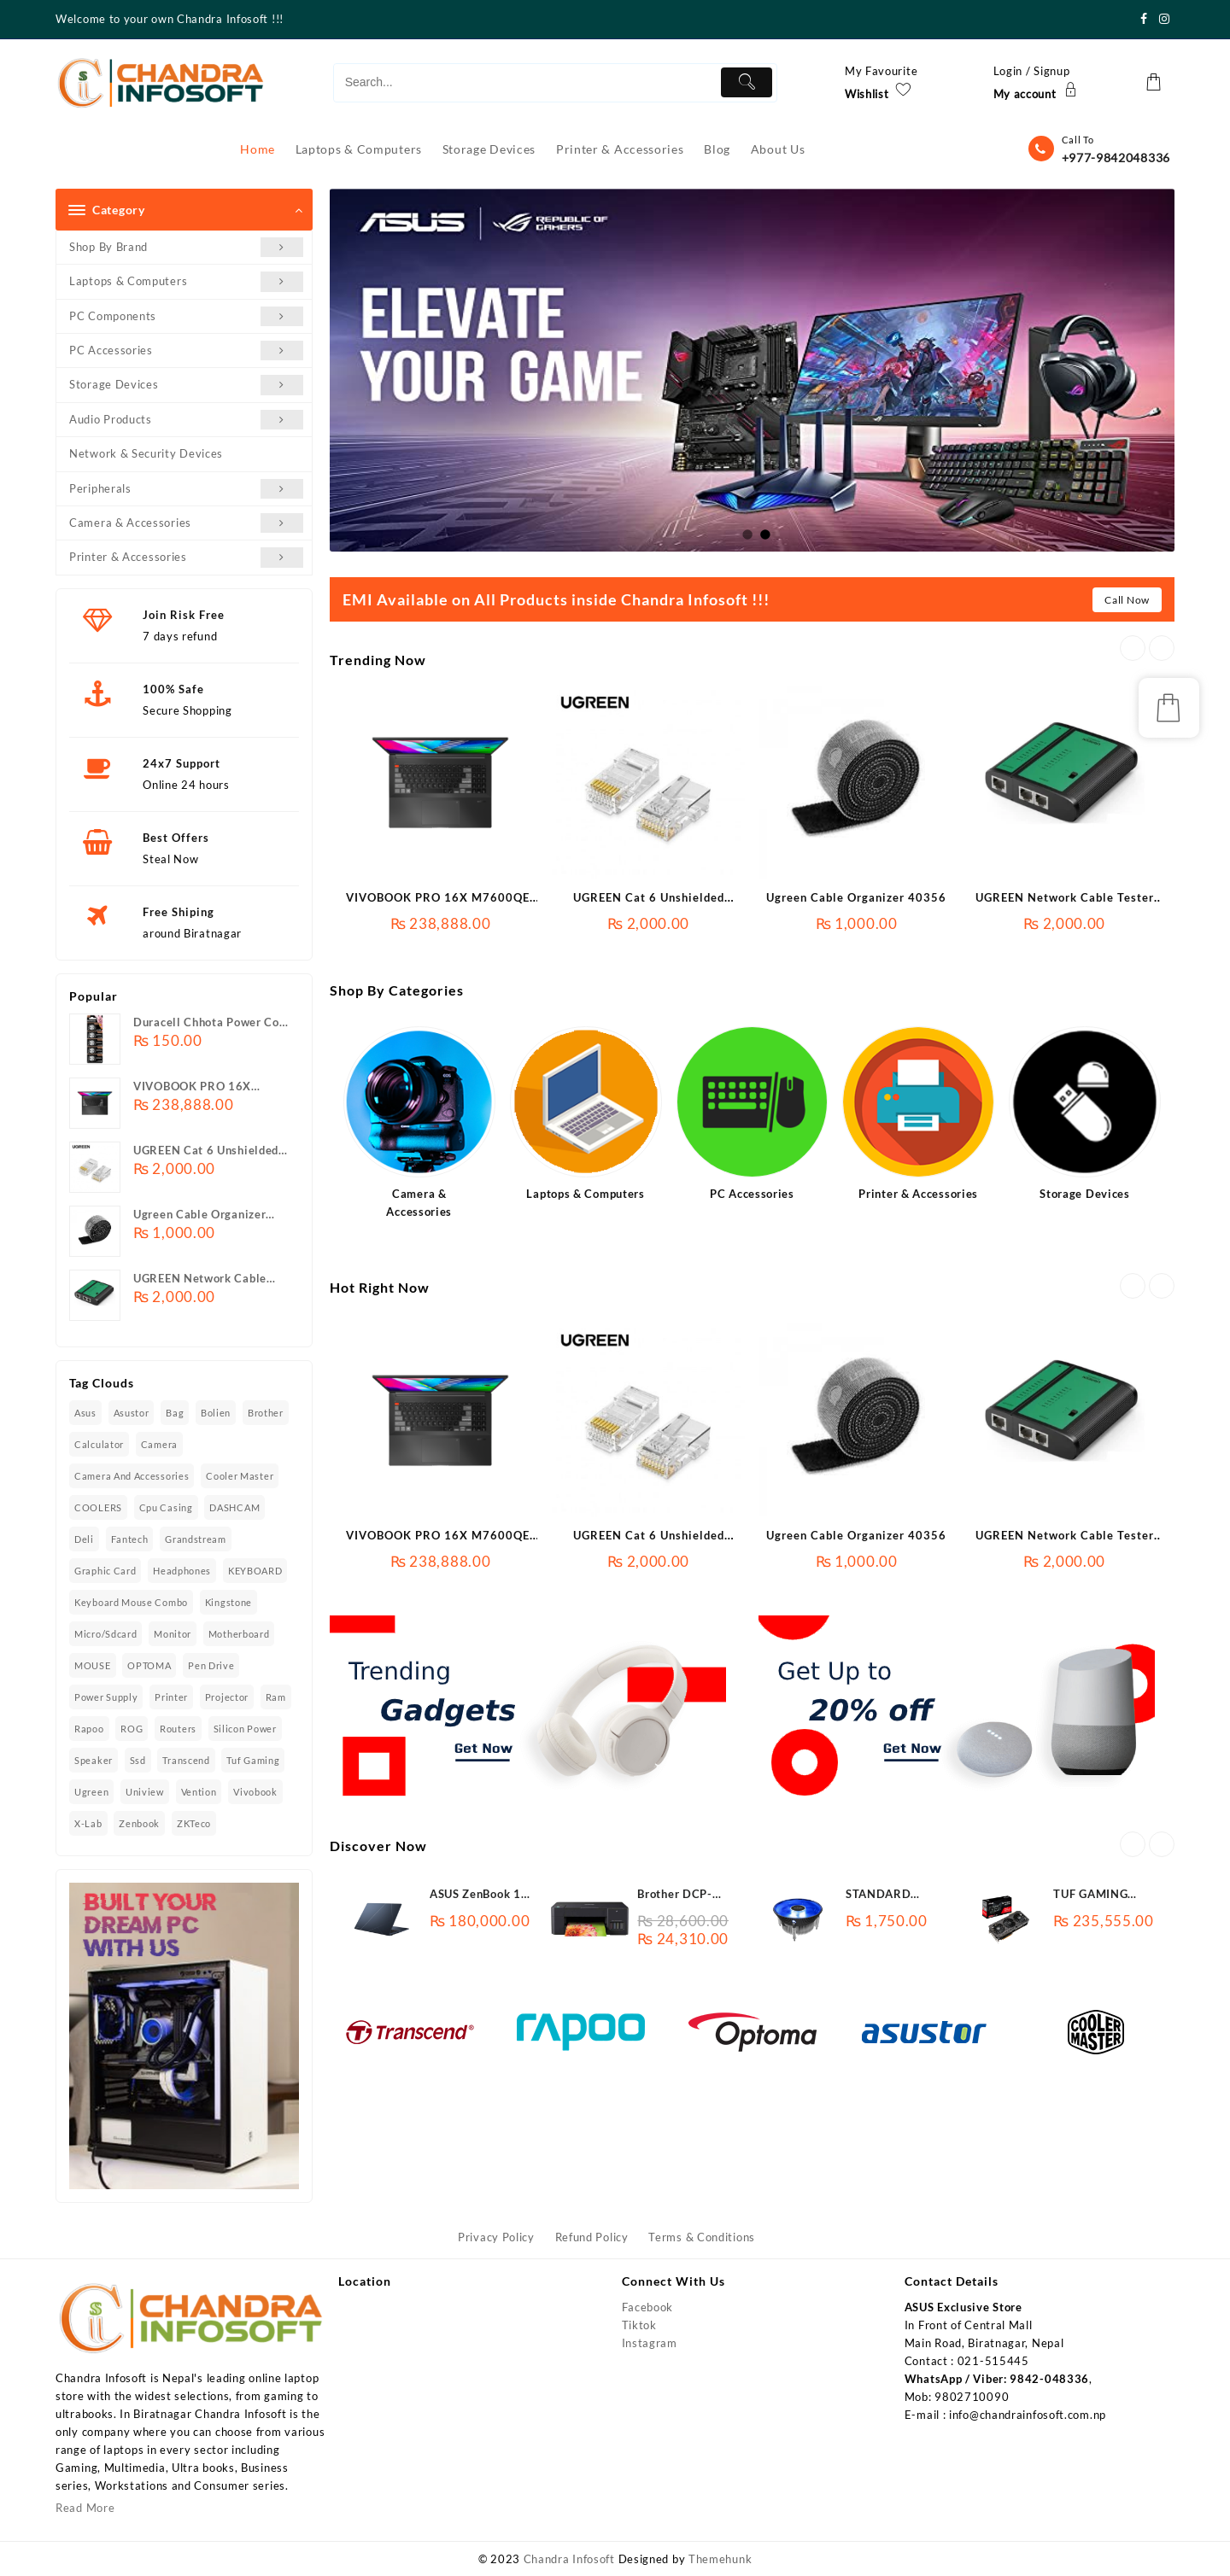 Welcome to your own Chandra Infosoft !!!
CHANDRA
INFOSOFT
Search...
My Favourite
Wishlist
Login / Signup
My account
Home
Laptops & Computers
Storage Devices
Printer & Accessories
Blog
About Us
Call To
+977-9842048336
Category
Shop By Brand
Laptops & Computers
PC Components
PC Accessories
Storage Devices
Audio Products
Network & Security Devices
Peripherals
Camera & Accessories
Printer & Accessories
ASUS
REPUBLIC OF
GAMERS
ELEVATE
YOUR GAME
EMI Available on All Products inside Chandra Infosoft !!!
Call Now
Join Risk Free
7 days refund
100% Safe
Secure Shopping
24x7 Support
Online 24 hours
Best Offers
Steal Now
Free Shiping
around Biratnagar
Trending Now
UGREEN
VIVOBOOK PRO 16X M7600QE...
₨ 238,888.00
UGREEN Cat 6 Unshielded...
₨ 2,000.00
Ugreen Cable Organizer 40356
₨ 1,000.00
UGREEN Network Cable Tester...
₨ 2,000.00
Popular
Duracell Chhota Power Co...
₨ 150.00
VIVOBOOK PRO 16X...
₨ 238,888.00
UGREEN
UGREEN Cat 6 Unshielded...
₨ 2,000.00
Ugreen Cable Organizer...
₨ 1,000.00
UGREEN Network Cable...
₨ 2,000.00
Shop By Categories
Camera &
Accessories
Laptops & Computers
PC Accessories
Printer & Accessories
Storage Devices
Hot Right Now
UGREEN
VIVOBOOK PRO 16X M7600QE...
₨ 238,888.00
UGREEN Cat 6 Unshielded...
₨ 2,000.00
Ugreen Cable Organizer 40356
₨ 1,000.00
UGREEN Network Cable Tester...
₨ 2,000.00
Tag Clouds
Asus Asustor Bag Bolien Brother
Calculator Camera
Camera And Accessories Cooler Master
COOLERS Cpu Casing DASHCAM
Deli Fantech Grandstream
Graphic Card Headphones KEYBOARD
Keyboard Mouse Combo Kingstone
Micro/Sdcard Monitor Motherboard
MOUSE OPTOMA Pen Drive
Power Supply Printer Projector Ram
Rapoo ROG Routers Silicon Power
Speaker Ssd Transcend Tuf Gaming
Ugreen Uniview Vention Vivobook
X-Lab Zenbook ZKTeco
Trending
Gadgets
Get Now
Get Up to
20% off
Get Now
Discover Now
ASUS ZenBook 1...
₨ 180,000.00
Brother DCP-...
₨ 28,600.00
₨ 24,310.00
STANDARD...
₨ 1,750.00
TUF GAMING...
₨ 235,555.00
Transcend
rapoo
Optoma
asustor
COOLER
MASTER
BUILT YOUR
DREAM PC
WITH US
Privacy Policy
Refund Policy
Terms & Conditions
CHANDRA
INFOSOFT
Chandra Infosoft is Nepal's leading online laptop
store with the widest selections, from gaming to
ultrabooks. In Biratnagar Chandra Infosoft is the
only company where you can choose from various
range of laptops in every sector including
Gaming, Multimedia, Ultra books, Business
series, Workstations and Consumer series.
Read More
Location
Connect With Us
Facebook
Tiktok
Instagram
Contact Details
ASUS Exclusive Store
In Front of Central Mall
Main Road, Biratnagar, Nepal
Contact : 021-515445
WhatsApp / Viber: 9842-048336,
Mob: 9802710090
E-mail : info@chandrainfosoft.com.np
© 2023 Chandra Infosoft Designed by Themehunk